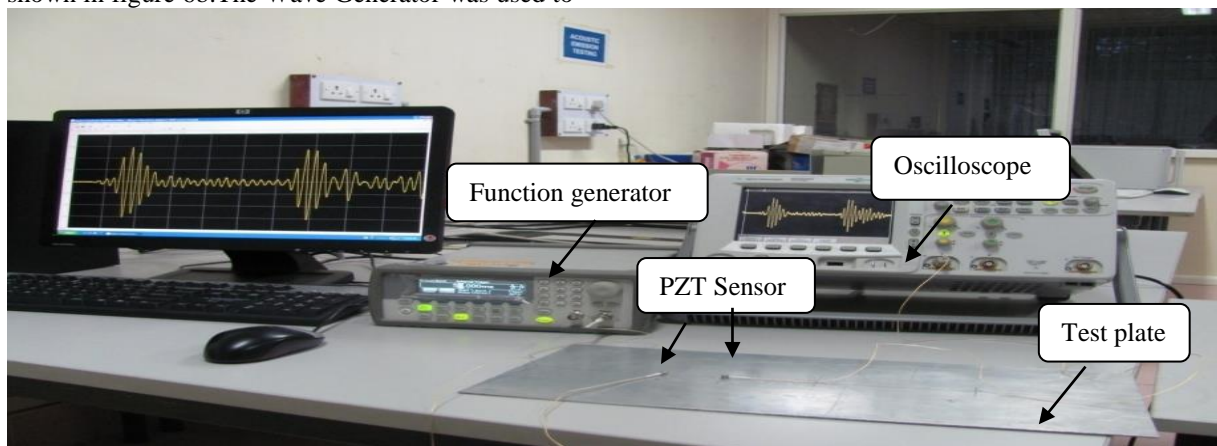 shown in figure 6b.The Wave Generator was used to
ACOUSTIC
EMISSION
TESTING
Oscilloscope
Function generator
PZT Sensor
Test plate